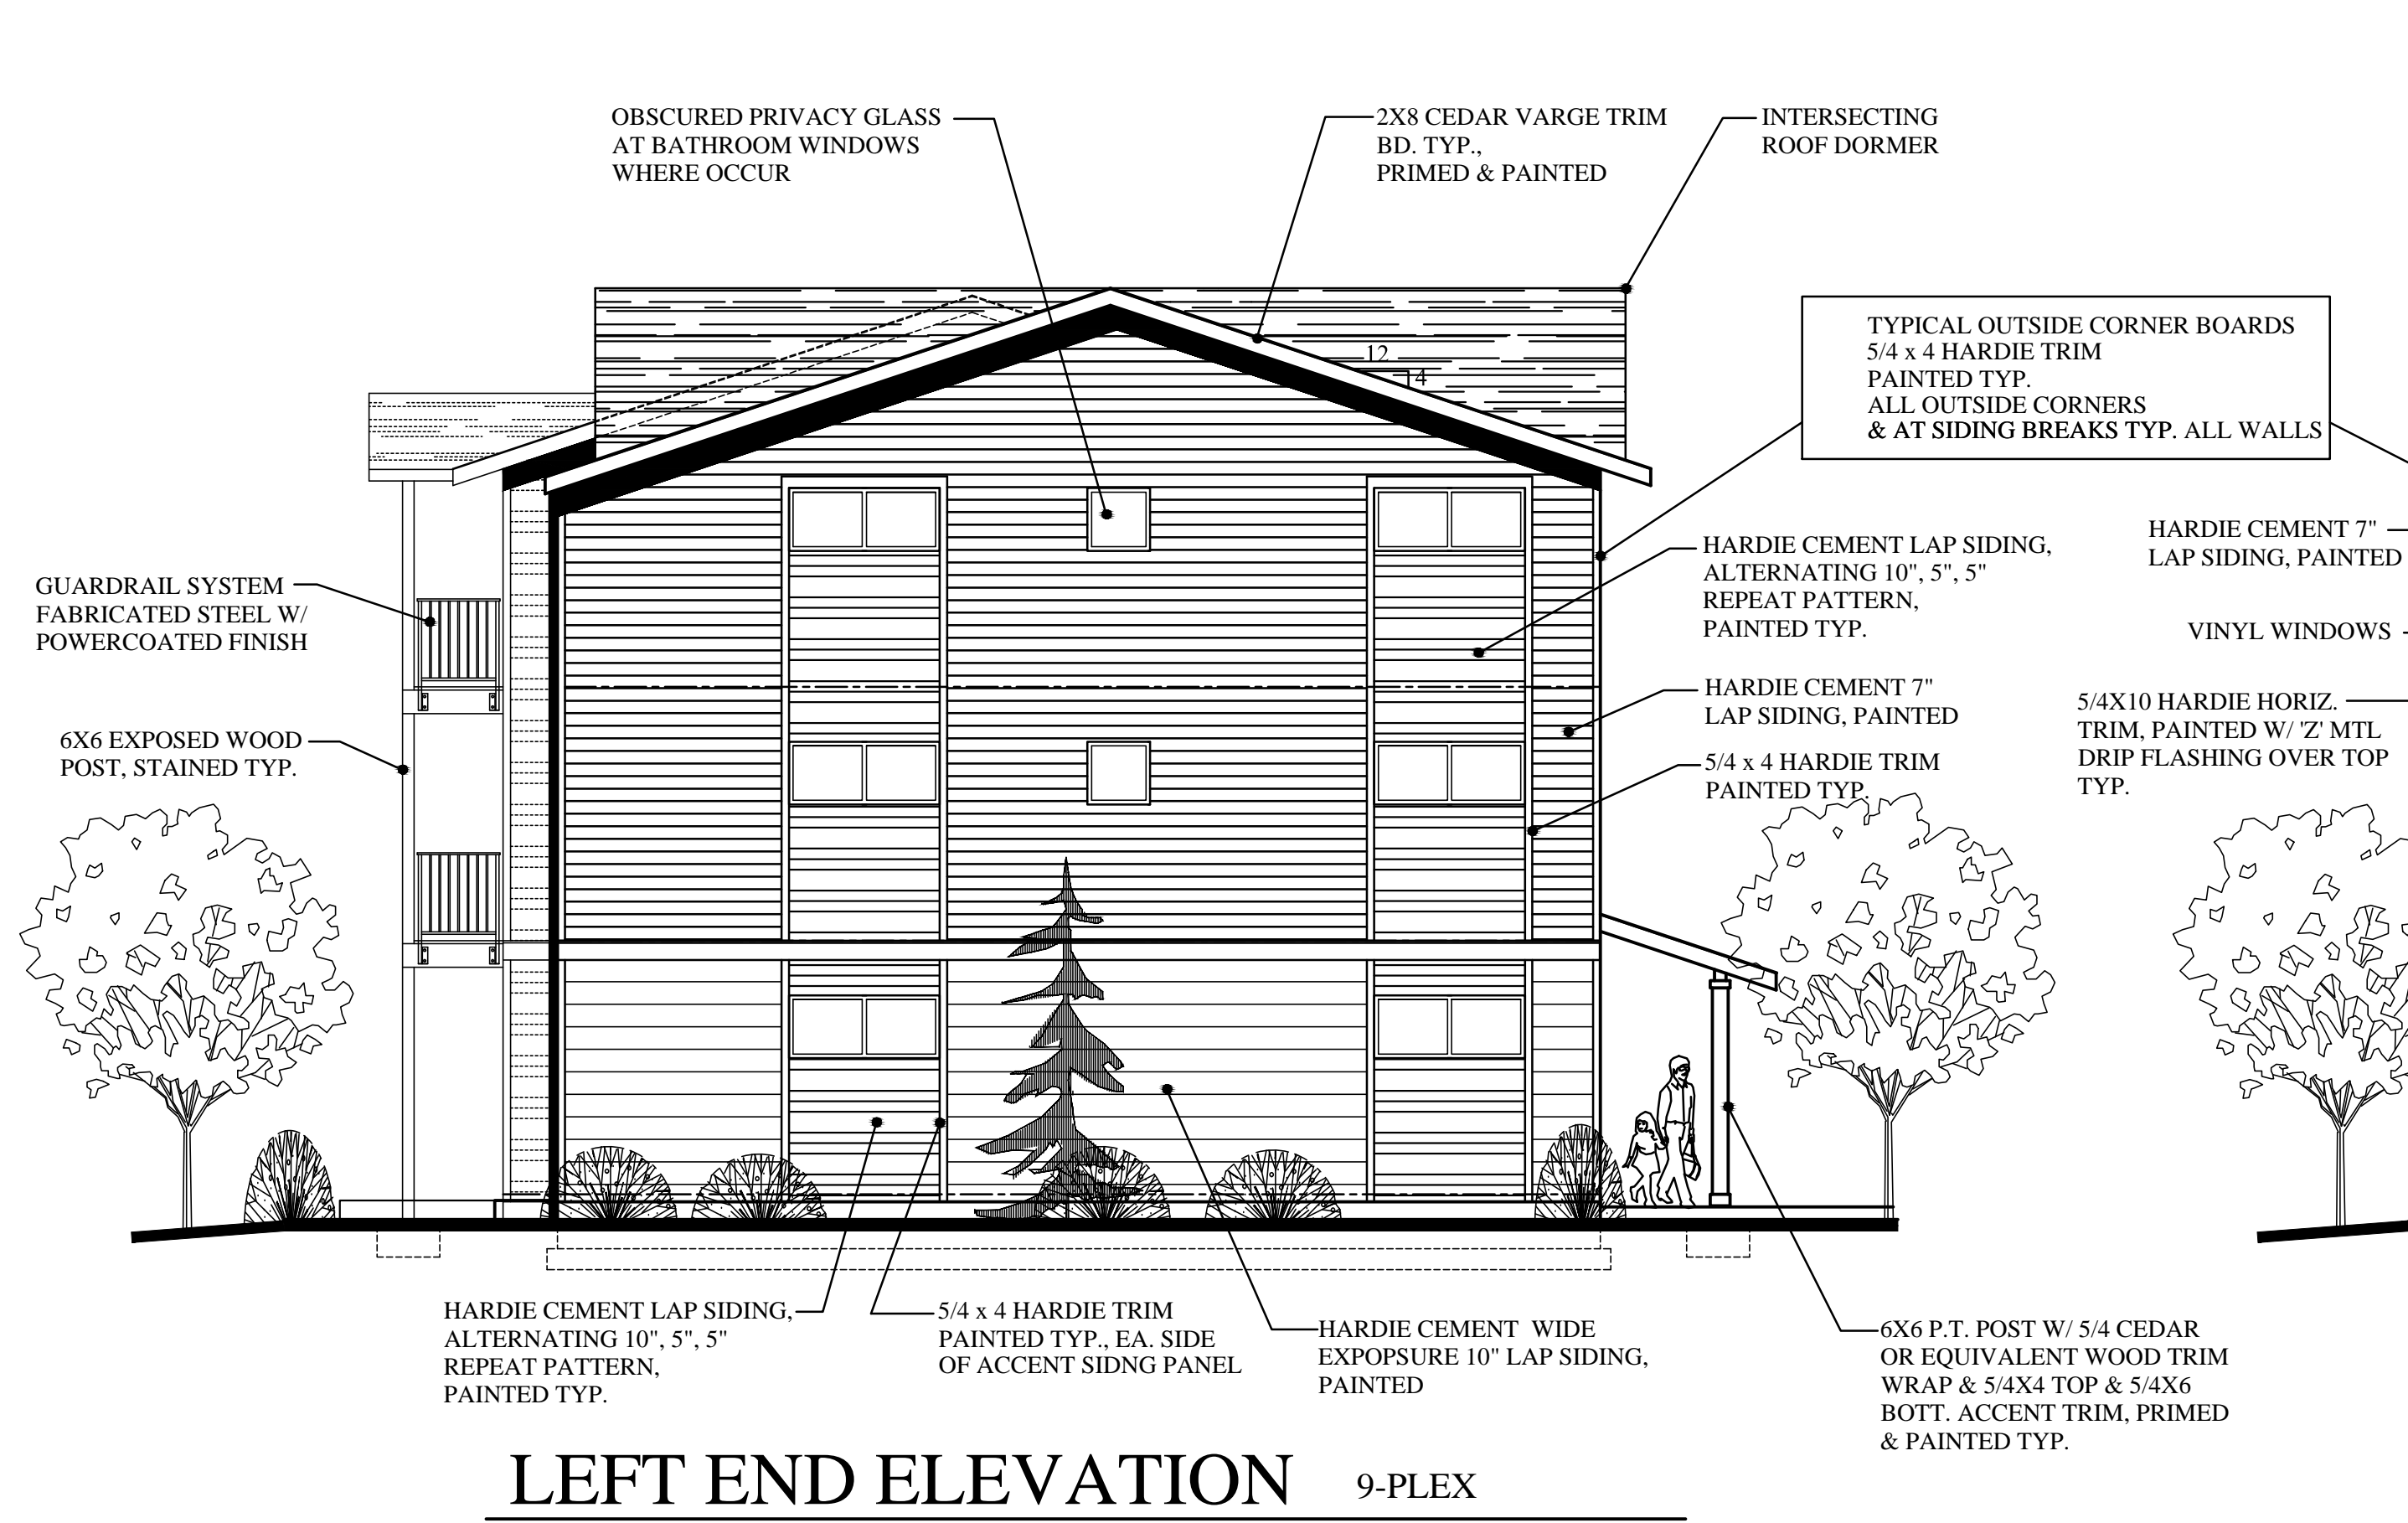 OBSCURED PRIVACY GLASS
AT BATHROOM WINDOWS
WHERE OCCUR
2X8 CEDAR VARGE TRIM
BD. TYP.,
PRIMED & PAINTED
INTERSECTING
ROOF DORMER
TYPICAL OUTSIDE CORNER BOARDS
5/4 x 4 HARDIE TRIM
PAINTED TYP.
ALL OUTSIDE CORNERS
& AT SIDING BREAKS TYP. ALL WALLS
12
4
GUARDRAIL SYSTEM
FABRICATED STEEL W/
POWERCOATED FINISH
6X6 EXPOSED WOOD
POST, STAINED TYP.
HARDIE CEMENT LAP SIDING,
ALTERNATING 10", 5", 5"
REPEAT PATTERN,
PAINTED TYP.
HARDIE CEMENT 7"
LAP SIDING, PAINTED
5/4 x 4 HARDIE TRIM
PAINTED TYP.
HARDIE CEMENT 7"
LAP SIDING, PAINTED
VINYL WINDOWS
5/4X10 HARDIE HORIZ.
TRIM, PAINTED W/ 'Z' MTL
DRIP FLASHING OVER TOP
TYP.
HARDIE CEMENT LAP SIDING,
ALTERNATING 10", 5", 5"
REPEAT PATTERN,
PAINTED TYP.
5/4 x 4 HARDIE TRIM
PAINTED TYP., EA. SIDE
OF ACCENT SIDNG PANEL
HARDIE CEMENT WIDE
EXPOPSURE 10" LAP SIDING,
PAINTED
6X6 P.T. POST W/ 5/4 CEDAR
OR EQUIVALENT WOOD TRIM
WRAP & 5/4X4 TOP & 5/4X6
BOTT. ACCENT TRIM, PRIMED
& PAINTED TYP.
LEFT END ELEVATION 9-PLEX